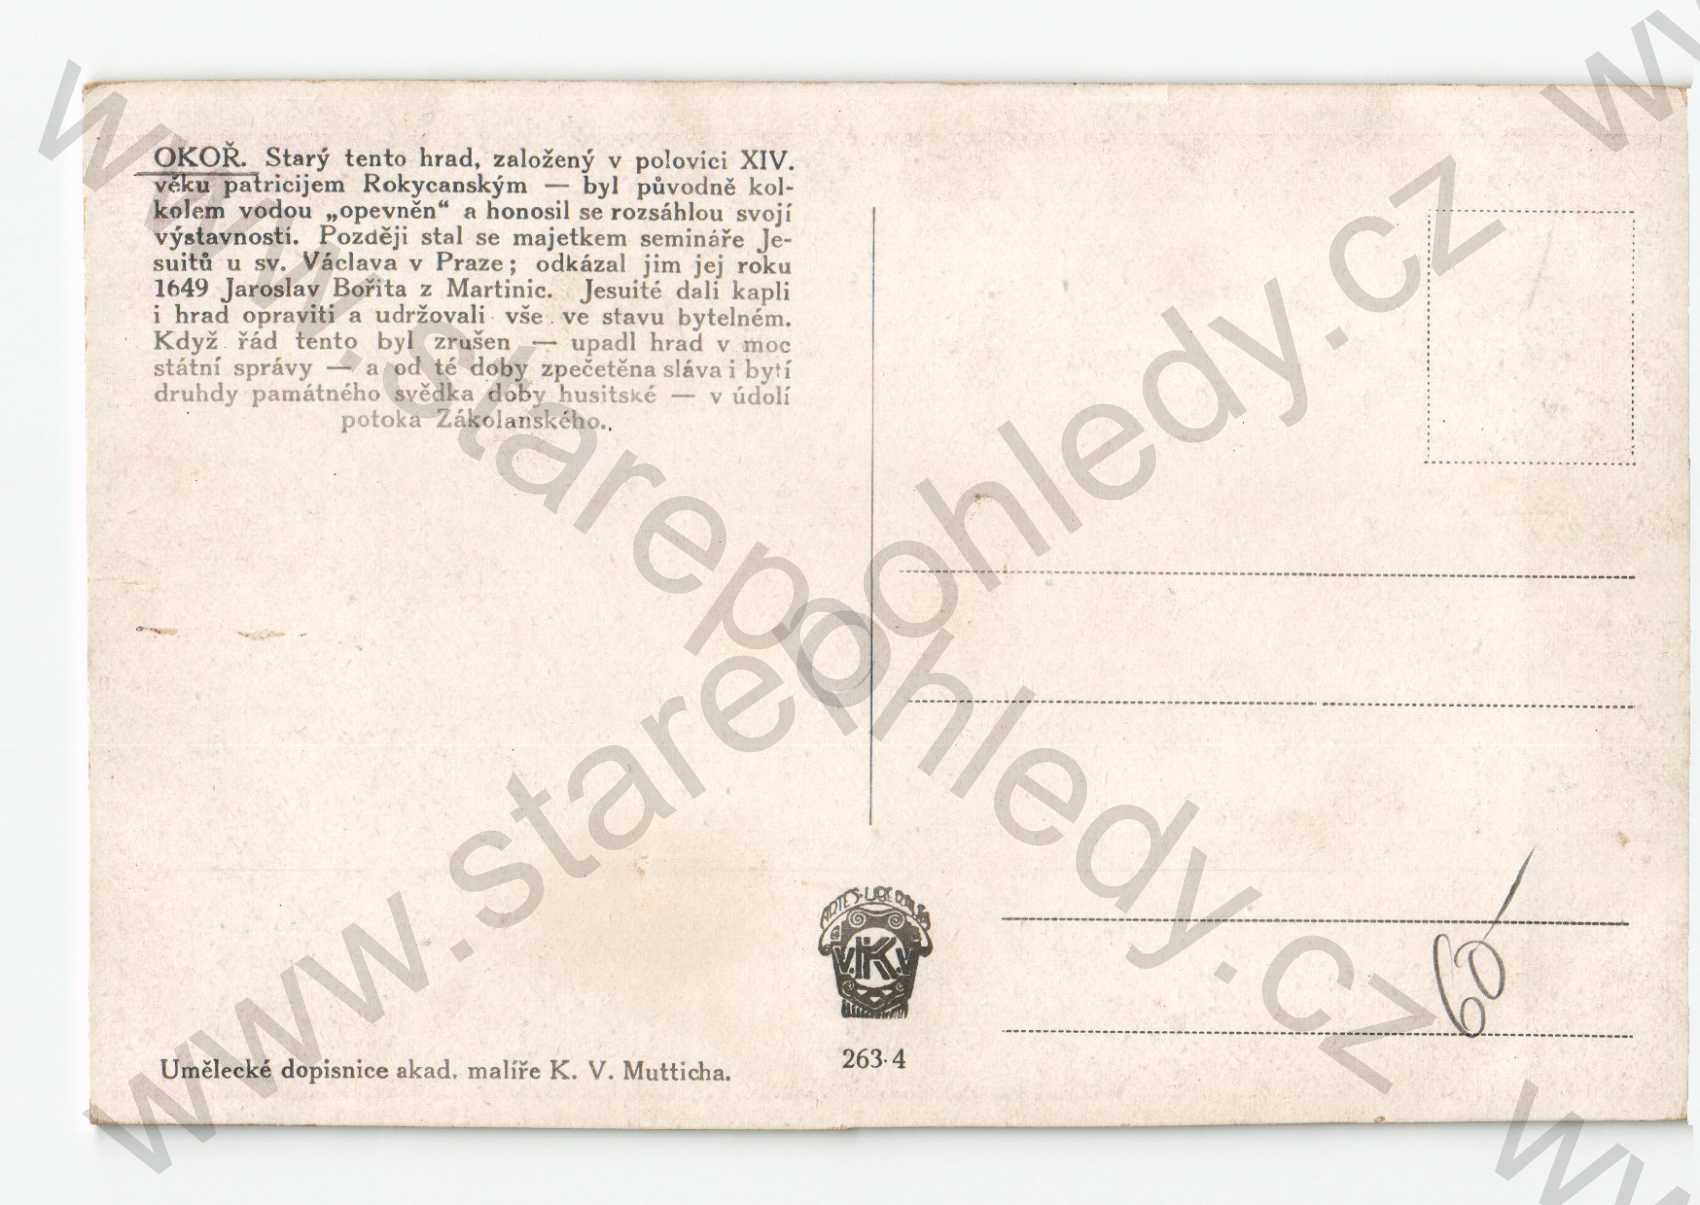 OKOŘ. Starý tento hrad, založený v polovici XIV.
věku patricijem Rokycanským — byl původně kol-
kolem vodou „opevněn“ a honosil se rozsáhlou svojí
výstavností. Později stal se majetkem semináře Je-
suitů u sv. Václava v Praze; odkázal jim jej roku
1649 Jaroslav Bořita z Martinic. Jesuité dali kapli
i hrad opraviti a udržovali vše ve stavu bytelném.
Když řád tento byl zrušen — upadl hrad v moc
státní správy — a od té doby zpečetěna sláva i bytí
druhdy památného svědka doby husitské — v údolí
potoka Zákolanského.
ARTES·LIBERALES
V.K.V
60
Umělecké dopisnice akad. malíře K. V. Mutticha.
263·4
www.starepohledy.cz
www.starepohledy.cz